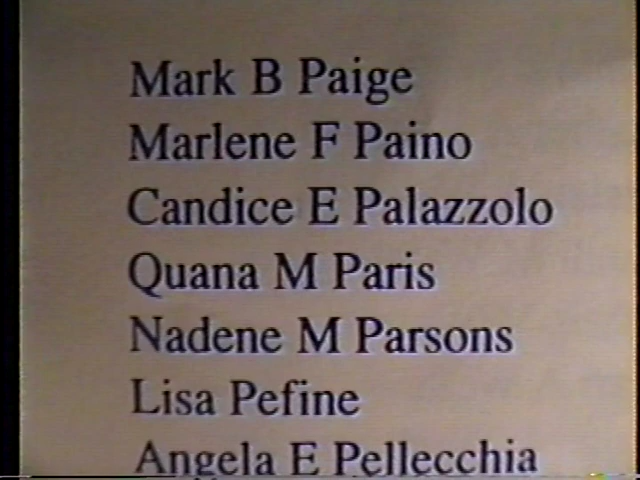 Mark B Paige
Marlene F Paino
Candice E Palazzolo
Quana M Paris
Nadene M Parsons
Lisa Pefine
Angela E Pellecchia